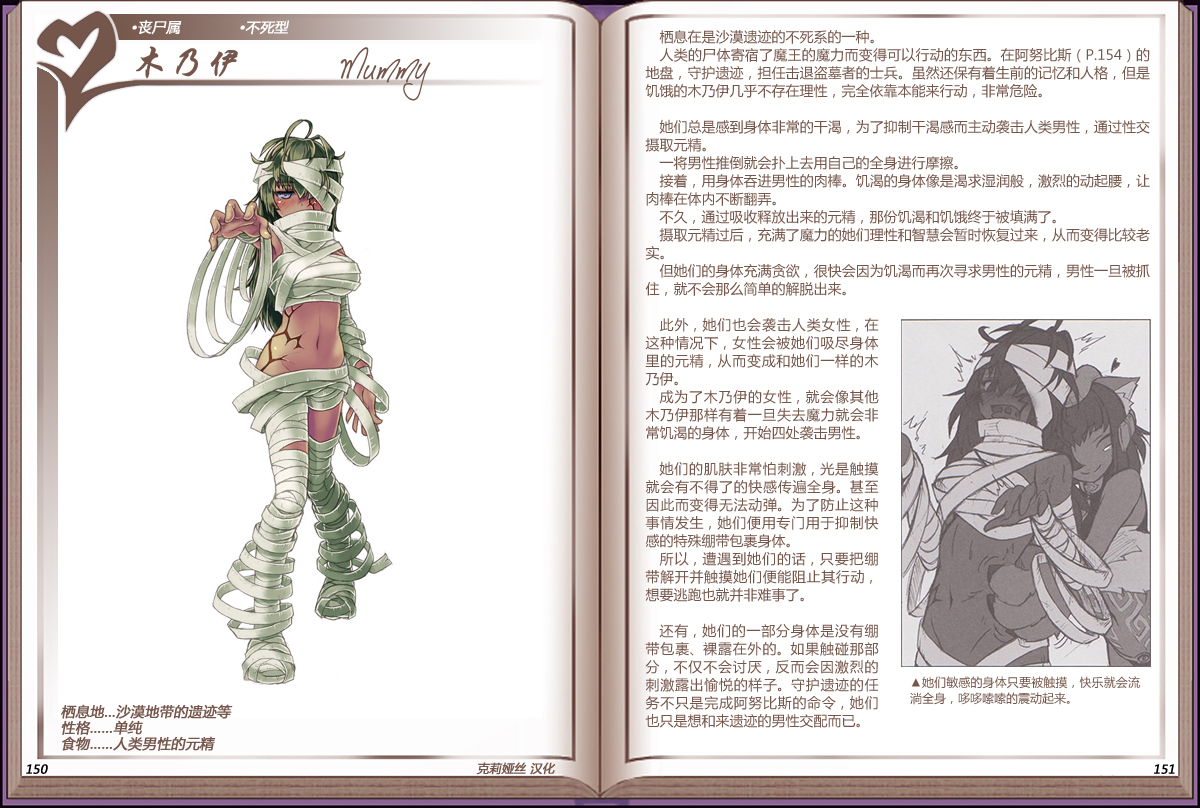 •丧尸属 •不死型
木乃伊 Mummy
栖息地...沙漠地带的遗迹等
性格......单纯
食物......人类男性的元精
150
克莉娅丝 汉化
栖息在是沙漠遗迹的不死系的一种。
人类的尸体寄宿了魔王的魔力而变得可以行动的东西。在阿努比斯（P.154）的
地盘，守护遗迹，担任击退盗墓者的士兵。虽然还保有着生前的记忆和人格，但是
饥饿的木乃伊几乎不存在理性，完全依靠本能来行动，非常危险。
她们总是感到身体非常的干渴，为了抑制干渴感而主动袭击人类男性，通过性交
摄取元精。
一将男性推倒就会扑上去用自己的全身进行摩擦。
接着，用身体吞进男性的肉棒。饥渴的身体像是渴求湿润般，激烈的动起腰，让
肉棒在体内不断翻弄。
不久，通过吸收释放出来的元精，那份饥渴和饥饿终于被填满了。
摄取元精过后，充满了魔力的她们理性和智慧会暂时恢复过来，从而变得比较老
实。
但她们的身体充满贪欲，很快会因为饥渴而再次寻求男性的元精，男性一旦被抓
住，就不会那么简单的解脱出来。
此外，她们也会袭击人类女性，在
这种情况下，女性会被她们吸尽身体
里的元精，从而变成和她们一样的木
乃伊。
成为了木乃伊的女性，就会像其他
木乃伊那样有着一旦失去魔力就会非
常饥渴的身体，开始四处袭击男性。
她们的肌肤非常怕刺激，光是触摸
就会有不得了的快感传遍全身。甚至
因此而变得无法动弹。为了防止这种
事情发生，她们便用专门用于抑制快
感的特殊绷带包裹身体。
所以，遭遇到她们的话，只要把绷
带解开并触摸她们便能阻止其行动，
想要逃跑也就并非难事了。
还有，她们的一部分身体是没有绷
带包裹、裸露在外的。如果触碰那部
分，不仅不会讨厌，反而会因激烈的
刺激露出愉悦的样子。守护遗迹的任
务不只是完成阿努比斯的命令，她们
也只是想和来遗迹的男性交配而已。
▲她们敏感的身体只要被触摸，快乐就会流
淌全身，哆哆嗦嗦的震动起来。
151